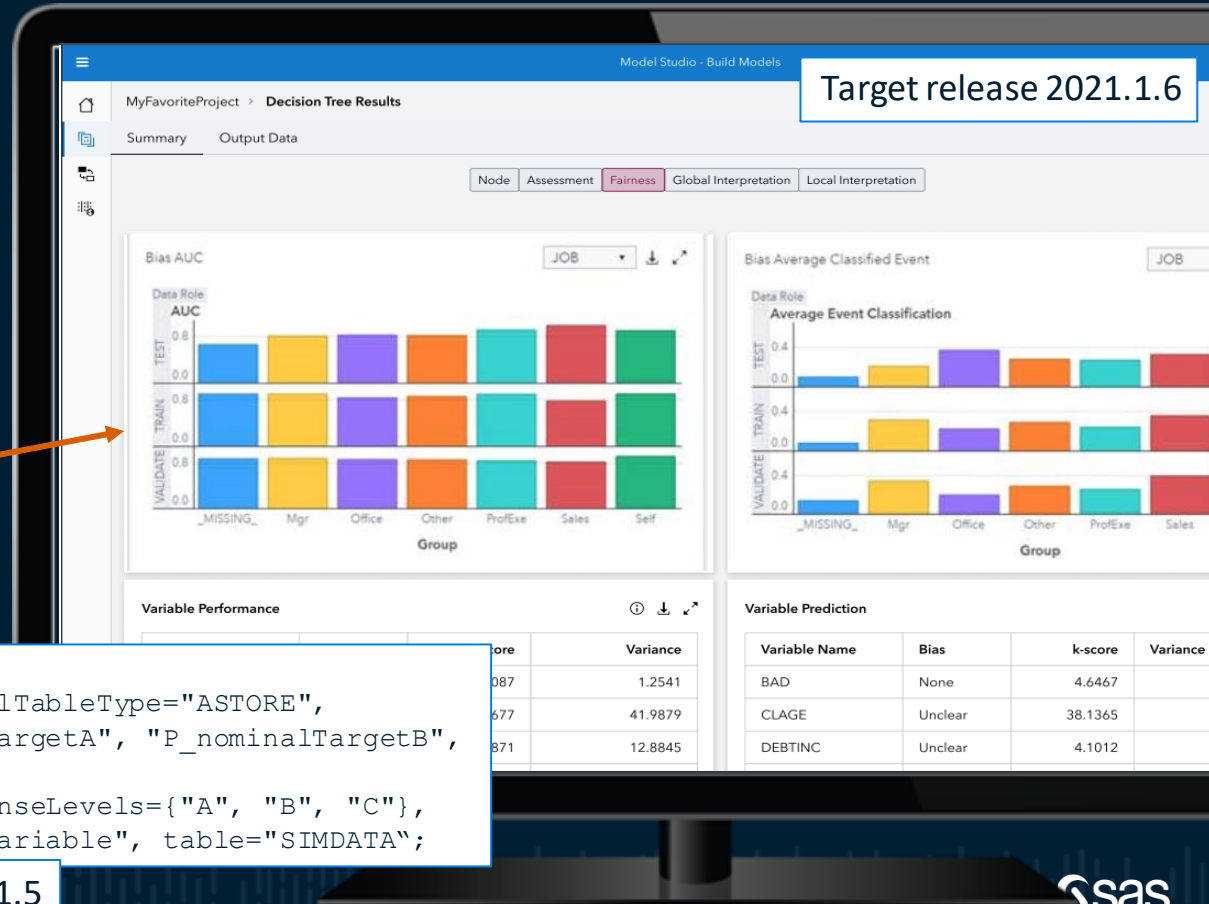 Model Studio - Build Models
Target release 2021.1.6
MyFavoriteProject > Decision Tree Results
Summary Output Data
Node Assessment Fairness Global Interpretation Local Interpretation
Bias AUC JOB
Data Role
AUC
TEST
0.8
0.0
TRAIN
0.8
0.0
VALIDATE
0.8
0.0
_MISSING_ Mgr Office Other ProfExe Sales Self
Group
Bias Average Classified Event JOB
Data Role
Average Event Classification
TEST
0.4
0.0
TRAIN
0.4
0.0
VALIDATE
0.4
0.0
_MISSING_ Mgr Office Other ProfExe Sales
Group
Variable Performance
ore Variance
087 1.2541
677 41.9879
871 12.8845
Variable Prediction
Variable Name Bias k-score Variance
BAD None 4.6467
CLAGE Unclear 38.1365
DEBTINC Unclear 4.1012
lTableType="ASTORE",
argetA", "P_nominalTargetB",
nseLevels={"A", "B", "C"},
ariable", table="SIMDATA“;
1.5
sas